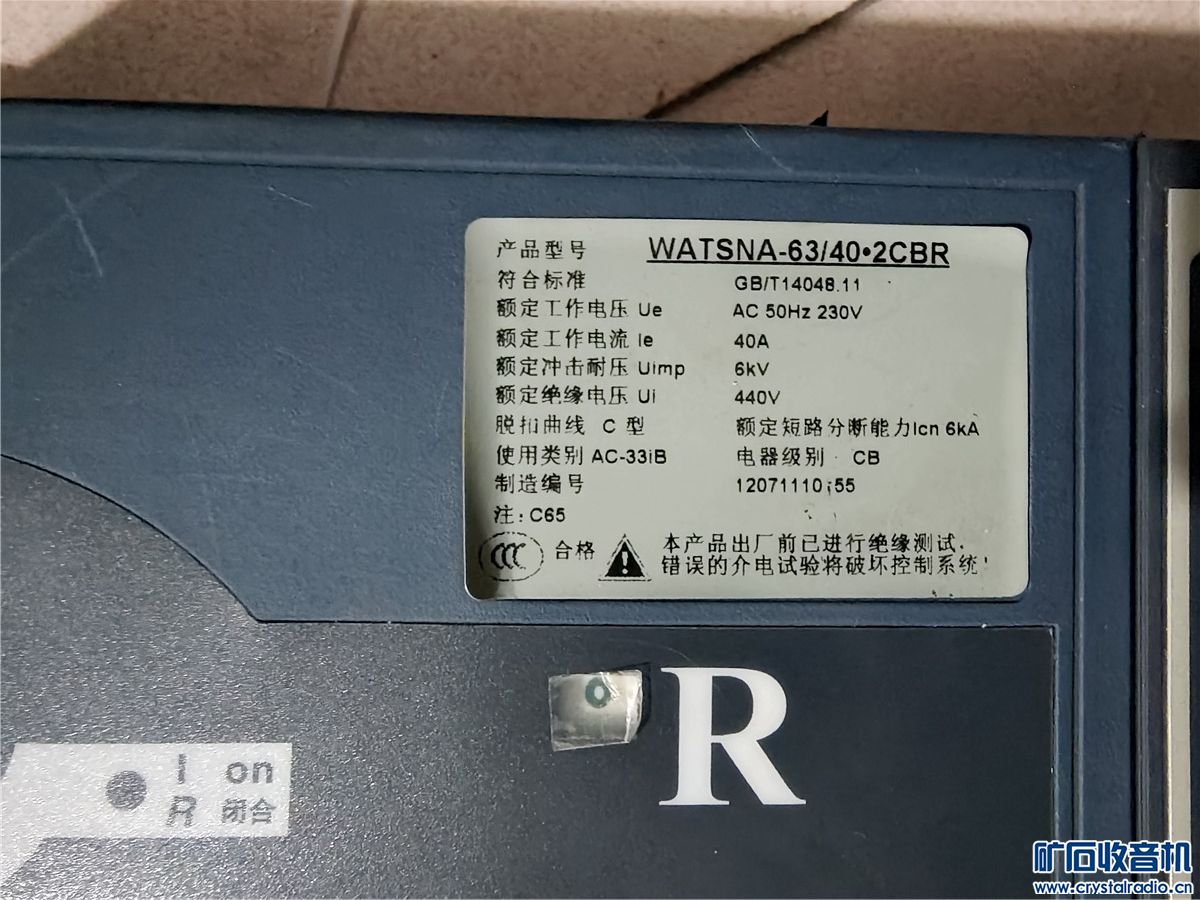 产品型号 WATSNA-63/40•2CBR
符合标准 GB/T14048.11
额定工作电压 Ue AC 50Hz 230V
额定工作电流 Ie 40A
额定冲击耐压 Uimp 6kV
额定绝缘电压 Ui 440V
脱扣曲线 C 型 额定短路分断能力Icn 6kA
使用类别 AC-33iB 电器级别 CB
制造编号
注: C65
CCC 合格 本产品出厂前已进行绝缘测试.
错误的介电试验将破坏控制系统!
R
I on
R 闭合
矿石收音机
www.crystalradio.cn